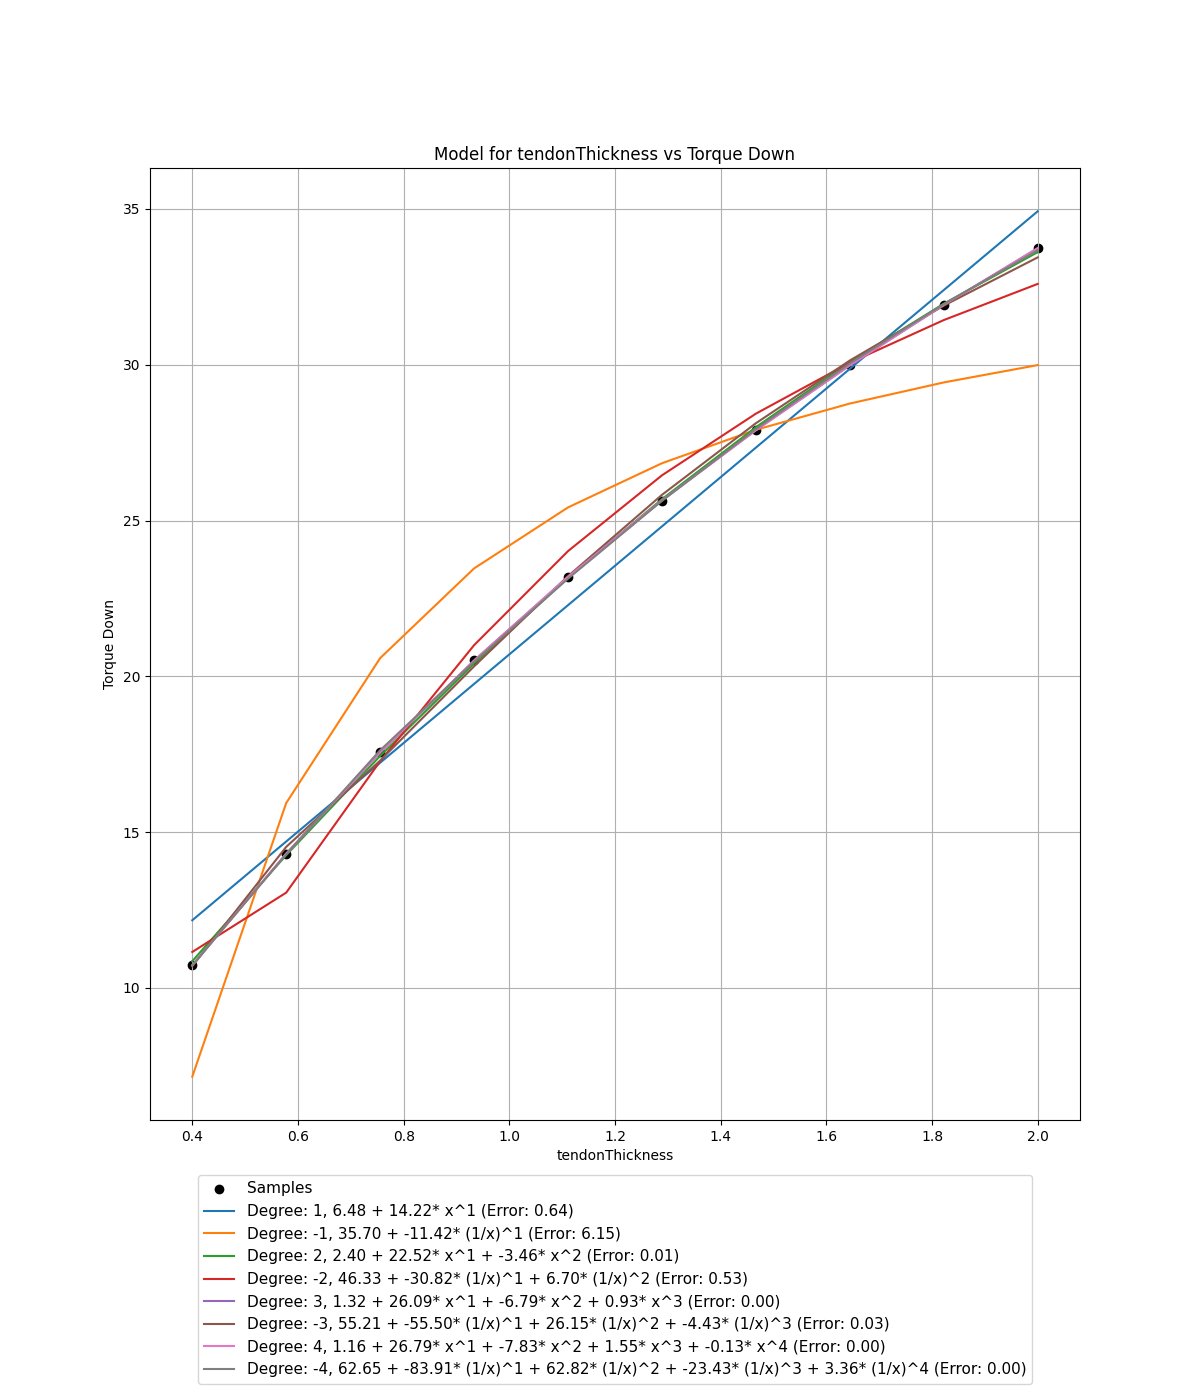 Model for tendonThickness vs Torque Down
35
30
25
20
15
10
Torque Down
0.4 0.6 0.8 1.0 1.2 1.4 1.6 1.8 2.0
tendonThickness
Samples
Degree: 1, 6.48 + 14.22* x^1 (Error: 0.64)
Degree: -1, 35.70 + -11.42* (1/x)^1 (Error: 6.15)
Degree: 2, 2.40 + 22.52* x^1 + -3.46* x^2 (Error: 0.01)
Degree: -2, 46.33 + -30.82* (1/x)^1 + 6.70* (1/x)^2 (Error: 0.53)
Degree: 3, 1.32 + 26.09* x^1 + -6.79* x^2 + 0.93* x^3 (Error: 0.00)
Degree: -3, 55.21 + -55.50* (1/x)^1 + 26.15* (1/x)^2 + -4.43* (1/x)^3 (Error: 0.03)
Degree: 4, 1.16 + 26.79* x^1 + -7.83* x^2 + 1.55* x^3 + -0.13* x^4 (Error: 0.00)
Degree: -4, 62.65 + -83.91* (1/x)^1 + 62.82* (1/x)^2 + -23.43* (1/x)^3 + 3.36* (1/x)^4 (Error: 0.00)